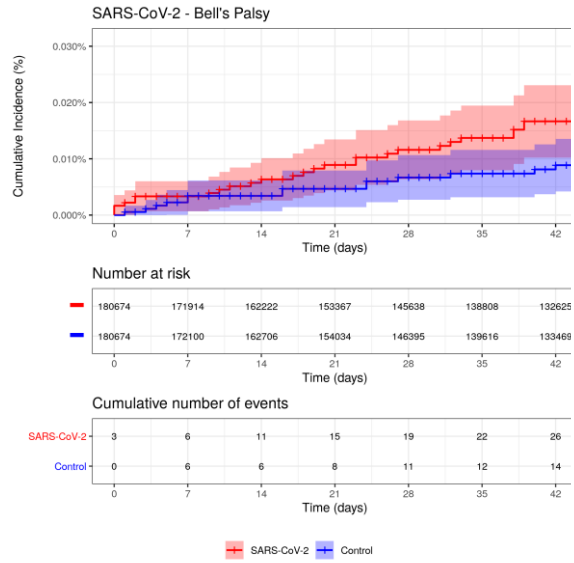 SARS-CoV-2 - Bell's Palsy
Cumulative Incidence (%)
0.030%
0.020%
0.010%
0.000%
0 7 14 21 28 35 42
Time (days)
Number at risk
180674 171914 162222 153367 145638 138808 132625
180674 172100 162706 154034 146395 139616 133469
0 7 14 21 28 35 42
Time (days)
Cumulative number of events
SARS-CoV-2 3 6 11 15 19 22 26
Control 0 6 6 8 11 12 14
0 7 14 21 28 35 42
Time (days)
SARS-CoV-2 Control